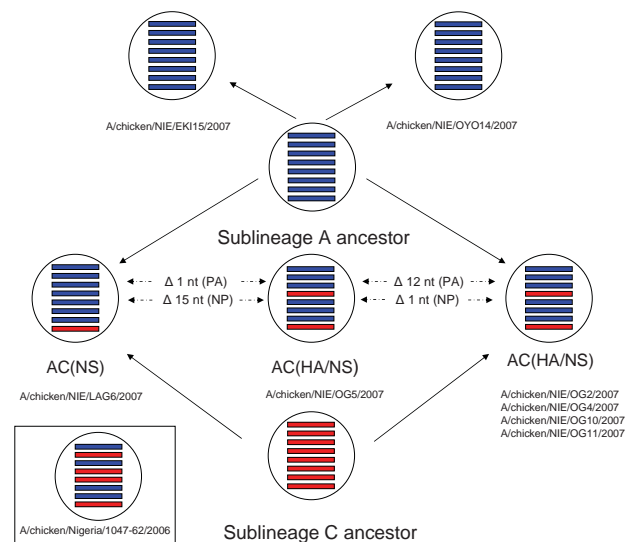 A/chicken/NIE/EKI15/2007
A/chicken/NIE/OYO14/2007
Sublineage A ancestor
Δ 1 nt (PA)
Δ 12 nt (PA)
Δ 15 nt (NP)
Δ 1 nt (NP)
AC(NS)
AC(HA/NS)
AC(HA/NS)
A/chicken/NIE/LAG6/2007
A/chicken/NIE/OG5/2007
A/chicken/NIE/OG2/2007
A/chicken/NIE/OG4/2007
A/chicken/NIE/OG10/2007
A/chicken/NIE/OG11/2007
A/chicken/Nigeria/1047-62/2006
Sublineage C ancestor